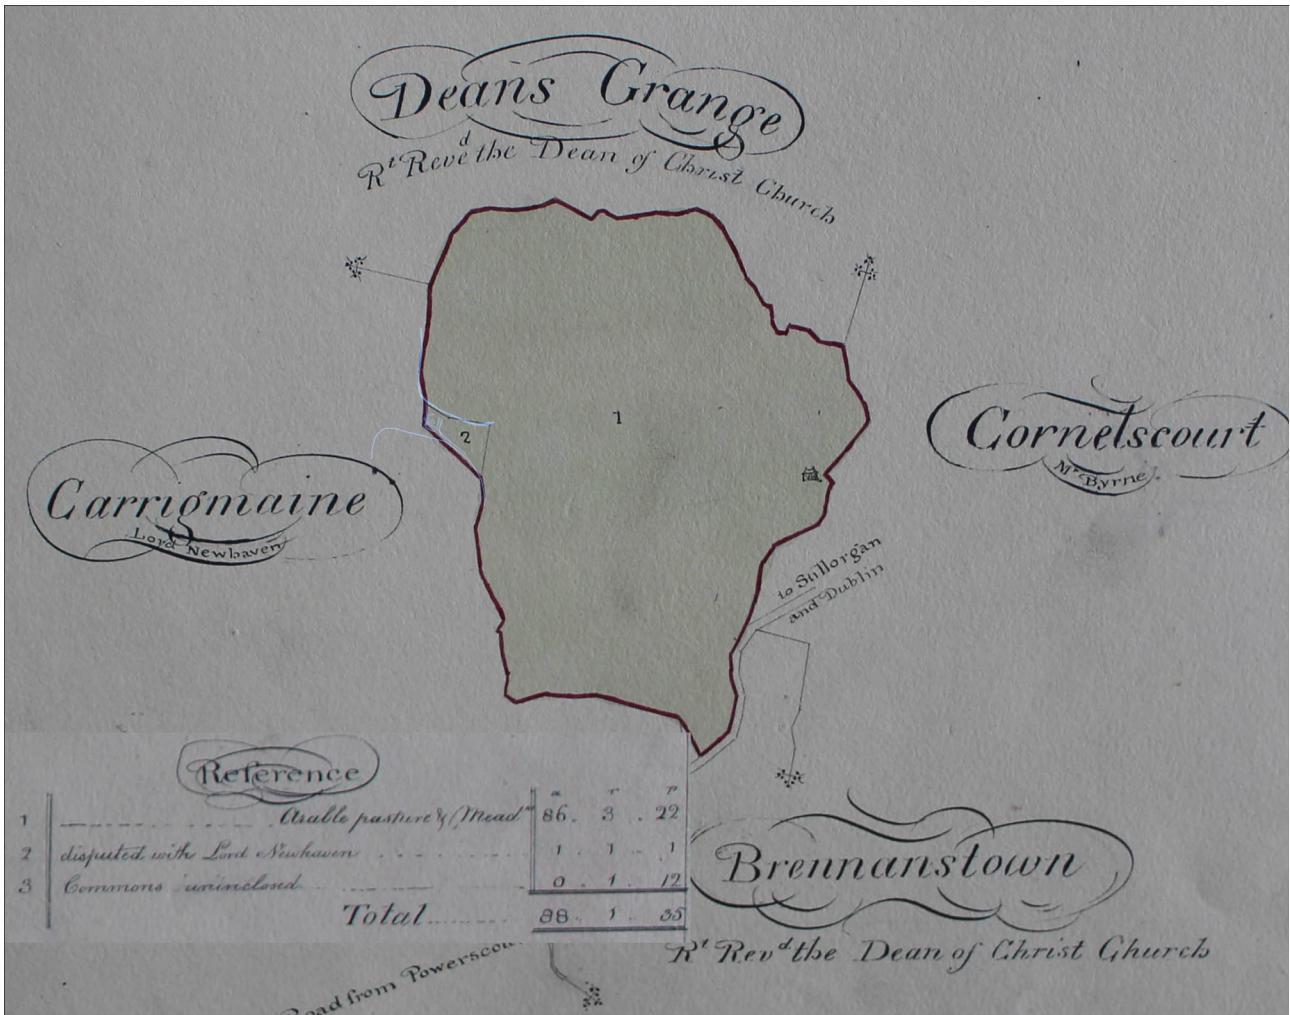 Deans Grange
Rt Reved the Dean of Christ Church
1
2
Cornelscourt
Mr Byrne
Carrigmaine
Lord Newhaven
to Stillorgan
and Dublin
Reference
a r p
1 Arable pasture & Meadw 86. 3. 22
2 disputed with Lord Newhaven 1. 1. 1
3 Commons uninclosed 0. 1. 12
Total 88. 1. 35
Brennanstown
Rt Revd the Dean of Christ Church
Road from Powerscou